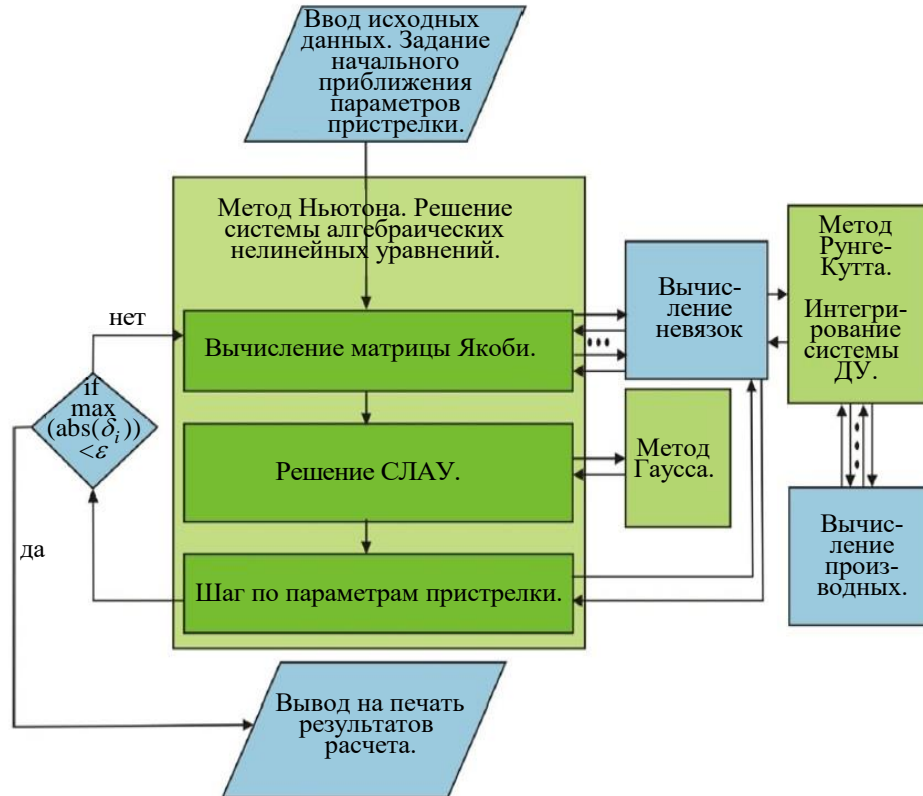 Ввод исходных
данных. Задание
начального
приближения
параметров
пристрелки.
Метод Ньютона. Решение
системы алгебраических
нелинейных уравнений.
Метод
Рунге-
Кутта.
Интегри-
рование
системы
ДУ.
Вычис-
ление
невязок
нет
Вычисление матрицы Якоби.
if
max
(abs(δᵢ))
<ε
Решение СЛАУ.
Метод
Гаусса.
Вычис-
ление
произ-
водных.
да
Шаг по параметрам пристрелки.
Вывод на печать
результатов
расчета.